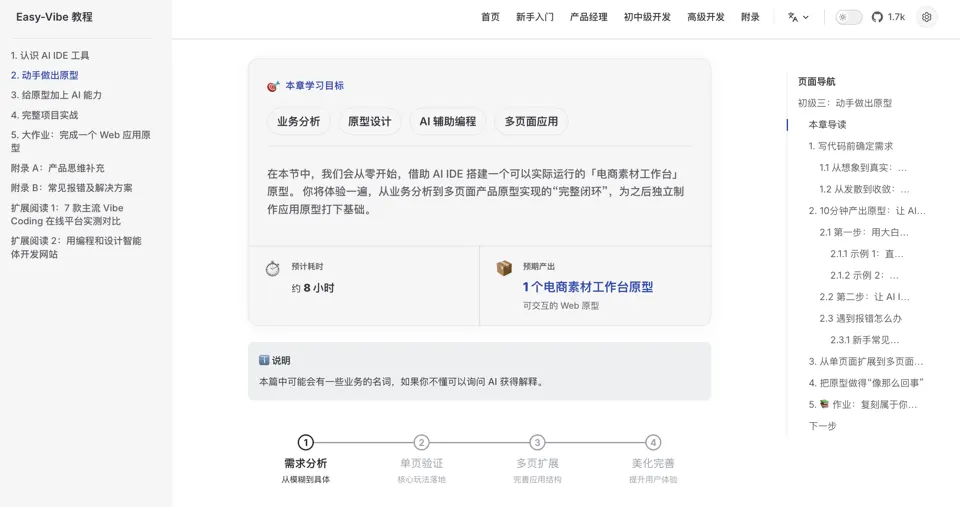 Easy-Vibe 教程
首页 新手入门 产品经理 初中级开发 高级开发 附录 1.7k
1. 认识 AI IDE 工具
2. 动手做出原型
3. 给原型加上 AI 能力
4. 完整项目实战
5. 大作业：完成一个 Web 应用原
型
附录 A：产品思维补充
附录 B：常见报错及解决方案
扩展阅读 1：7 款主流 Vibe
Coding 在线平台实测对比
扩展阅读 2：用编程和设计智能
体开发网站
本章学习目标
业务分析 原型设计 AI 辅助编程 多页面应用
在本节中，我们会从零开始，借助 AI IDE 搭建一个可以实际运行的「电商素材工作台」
原型。 你将体验一遍，从业务分析到多页面产品原型实现的“完整闭环”，为之后独立制
作应用原型打下基础。
预计耗时
约 8 小时
预期产出
1 个电商素材工作台原型
可交互的 Web 原型
说明
本篇中可能会有一些业务的名词，如果你不懂可以询问 AI 获得解释。
1 2 3 4
需求分析 单页验证 多页扩展 美化完善
从模糊到具体 核心玩法落地 完善应用结构 提升用户体验
页面导航
初级三：动手做出原型
本章导读
1. 写代码前确定需求
1.1 从想象到真实：…
1.2 从发散到收敛：…
2. 10分钟产出原型：让 AI…
2.1 第一步：用大白…
2.1.1 示例 1：直…
2.1.2 示例 2：…
2.2 第二步：让 AI I…
2.3 遇到报错怎么办
2.3.1 新手常见…
3. 从单页面扩展到多页面…
4. 把原型做得“像那么回事”
5. 📚 作业：复刻属于你…
下一步